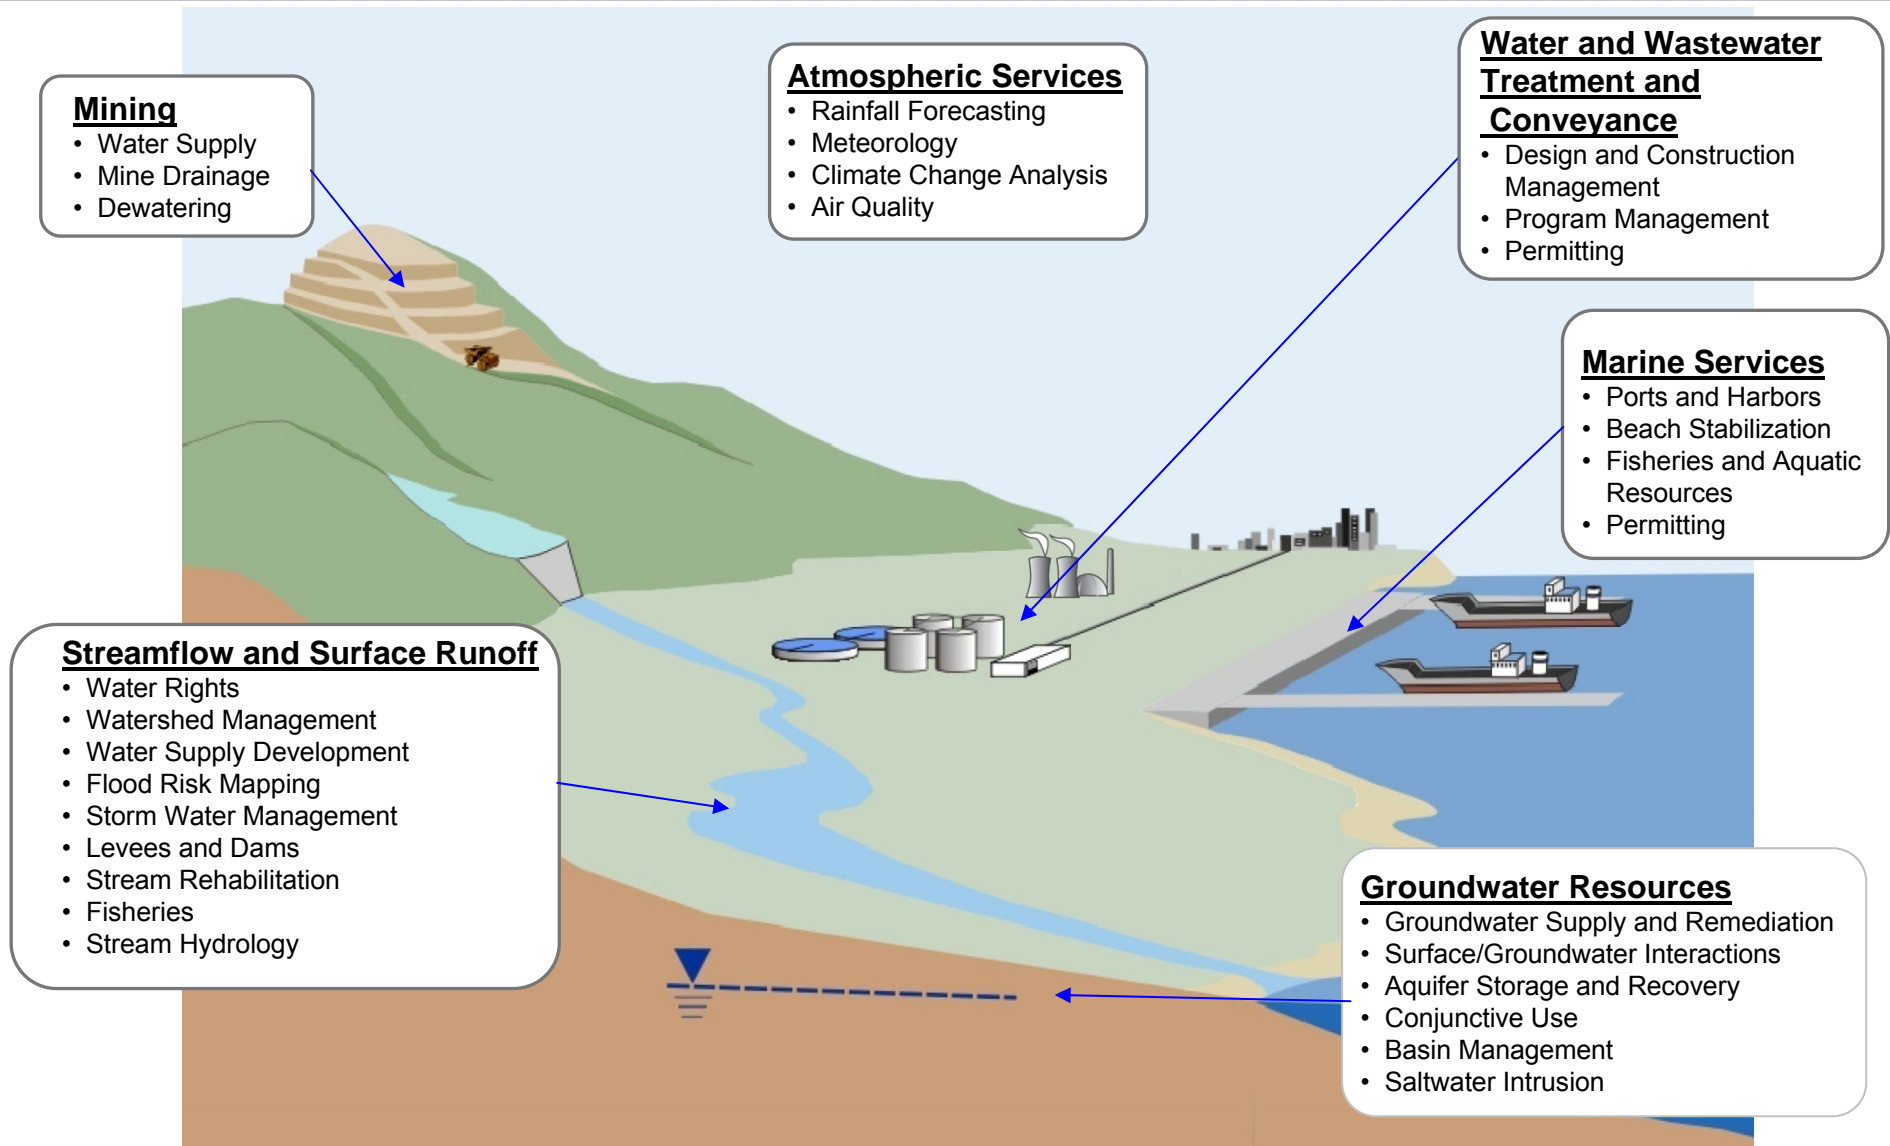 Mining
• Water Supply
• Mine Drainage
• Dewatering
Atmospheric Services
• Rainfall Forecasting
• Meteorology
• Climate Change Analysis
• Air Quality
Water and Wastewater
Treatment and
Conveyance
• Design and Construction
Management
• Program Management
• Permitting
Marine Services
• Ports and Harbors
• Beach Stabilization
• Fisheries and Aquatic
Resources
• Permitting
Streamflow and Surface Runoff
• Water Rights
• Watershed Management
• Water Supply Development
• Flood Risk Mapping
• Storm Water Management
• Levees and Dams
• Stream Rehabilitation
• Fisheries
• Stream Hydrology
Groundwater Resources
• Groundwater Supply and Remediation
• Surface/Groundwater Interactions
• Aquifer Storage and Recovery
• Conjunctive Use
• Basin Management
• Saltwater Intrusion